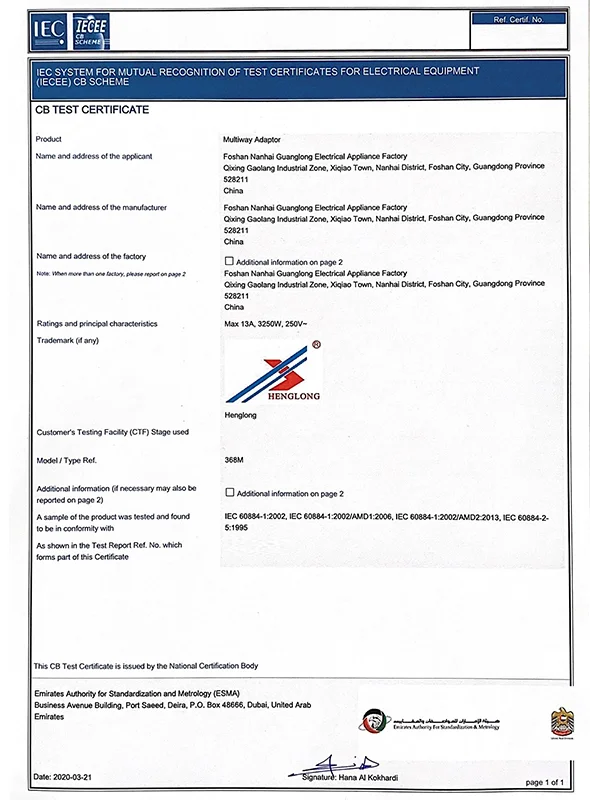 IEC IECEE CB SCHEME
Ref. Certif. No.
IEC SYSTEM FOR MUTUAL RECOGNITION OF TEST CERTIFICATES FOR ELECTRICAL EQUIPMENT
(IECEE) CB SCHEME
CB TEST CERTIFICATE
Product Multiway Adaptor
Name and address of the applicant Foshan Nanhai Guanglong Electrical Appliance Factory
Qixing Gaolang Industrial Zone, Xiqiao Town, Nanhai District, Foshan City, Guangdong Province
528211
China
Name and address of the manufacturer Foshan Nanhai Guanglong Electrical Appliance Factory
Qixing Gaolang Industrial Zone, Xiqiao Town, Nanhai District, Foshan City, Guangdong Province
528211
China
Name and address of the factory ☐ Additional information on page 2
Note: When more than one factory, please report on page 2 Foshan Nanhai Guanglong Electrical Appliance Factory
Qixing Gaolang Industrial Zone, Xiqiao Town, Nanhai District, Foshan City, Guangdong Province
528211
China
Ratings and principal characteristics Max 13A, 3250W, 250V~
Trademark (if any)
®
HENGLONG
Henglong
Customer's Testing Facility (CTF) Stage used
Model / Type Ref. 368M
Additional information (if necessary may also be
reported on page 2) ☐ Additional information on page 2
A sample of the product was tested and found IEC 60884-1:2002, IEC 60884-1:2002/AMD1:2006, IEC 60884-1:2002/AMD2:2013, IEC 60884-2-
to be in conformity with 5:1995
As shown in the Test Report Ref. No. which
forms part of this Certificate
This CB Test Certificate is issued by the National Certification Body
Emirates Authority for Standardization and Metrology (ESMA)
Business Avenue Building, Port Saeed, Deira, P.O. Box 48666, Dubai, United Arab
Emirates
هيئة الإمارات للمواصفات والمقاييس
Emirates Authority For Standardization & Metrology
Date: 2020-03-21
Signature: Hana Al Kokhardi
page 1 of 1